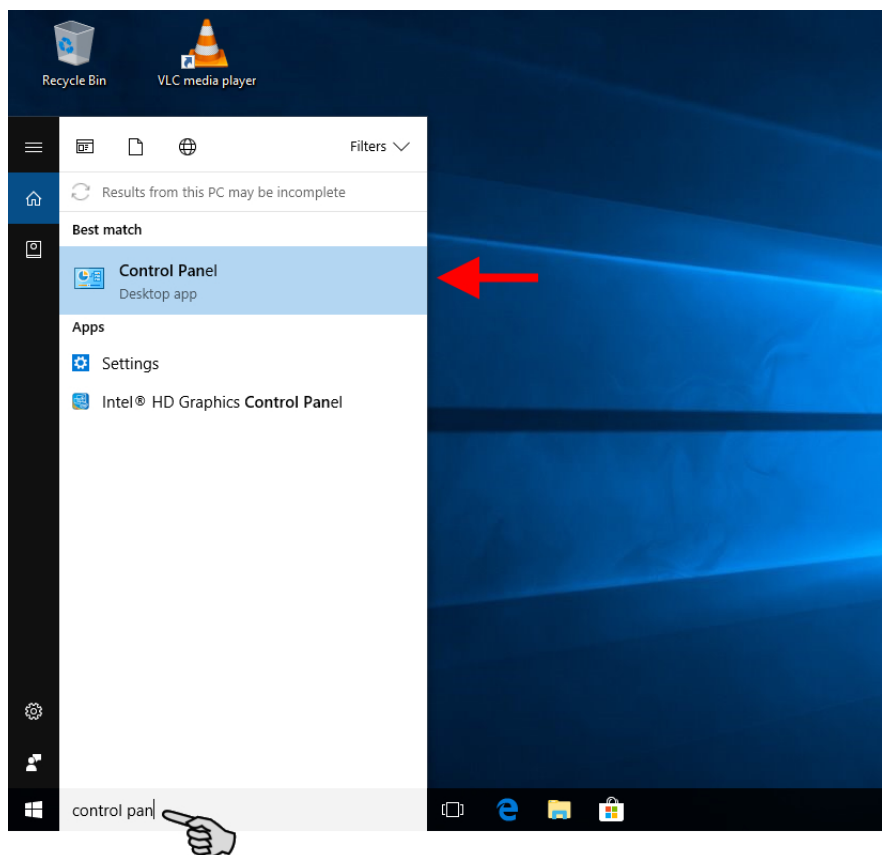 Recycle Bin
VLC media player
Filters
Results from this PC may be incomplete
Best match
Control Panel
Desktop app
Apps
Settings
Intel® HD Graphics Control Panel
control pan